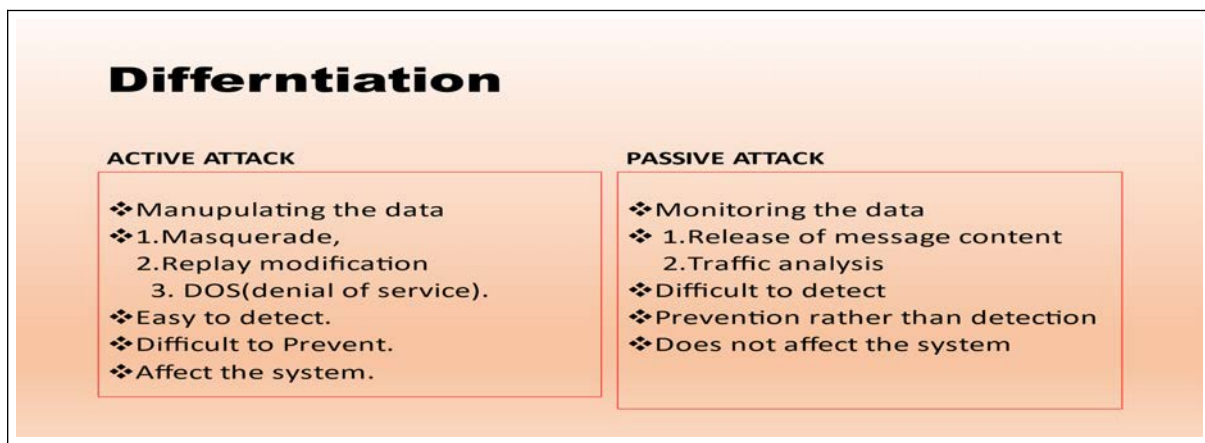 Differntiation
ACTIVE ATTACK
❖Manupulating the data
❖1.Masquerade,
2.Replay modification
3. DOS(denial of service).
❖Easy to detect.
❖Difficult to Prevent.
❖Affect the system.
PASSIVE ATTACK
❖Monitoring the data
❖ 1.Release of message content
2.Traffic analysis
❖Difficult to detect
❖Prevention rather than detection
❖Does not affect the system